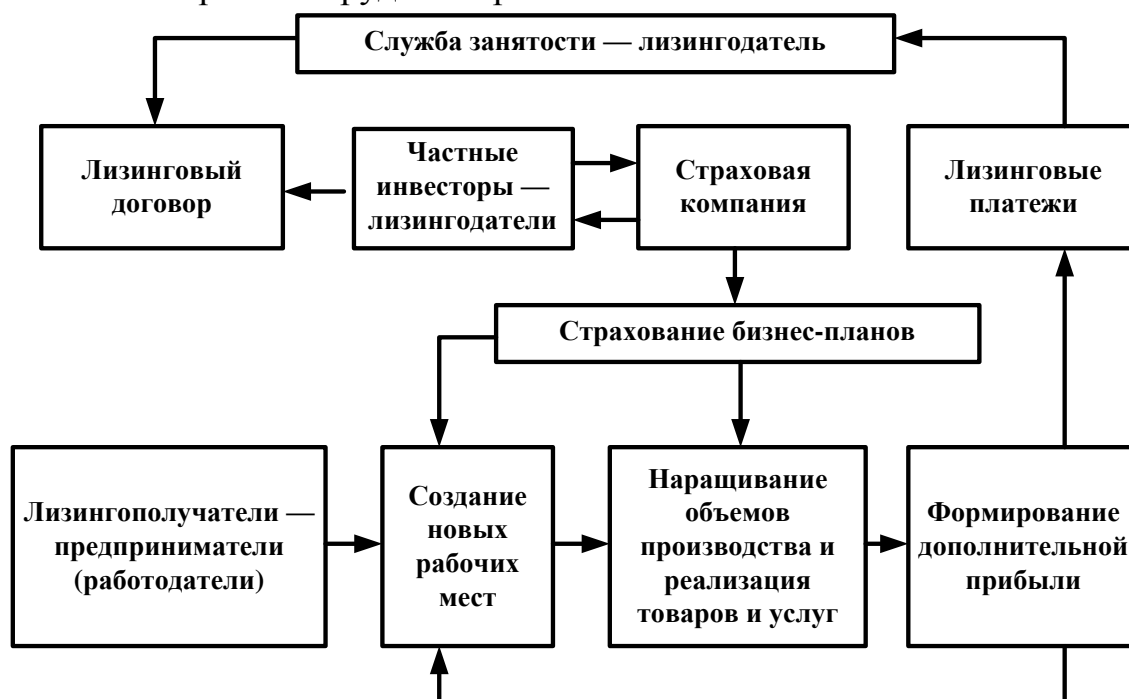 Служба занятости — лизингодатель
Лизинговый
договор
Частные
инвесторы —
лизингодатели
Страховая
компания
Лизинговые
платежи
Страхование бизнес-планов
Лизингополучатели —
предприниматели
(работодатели)
Создание
новых
рабочих
мест
Наращивание
объемов
производства и
реализация
товаров и услуг
Формирование
дополнительной
прибыли